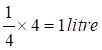 1/4 × 4 = 1 litre